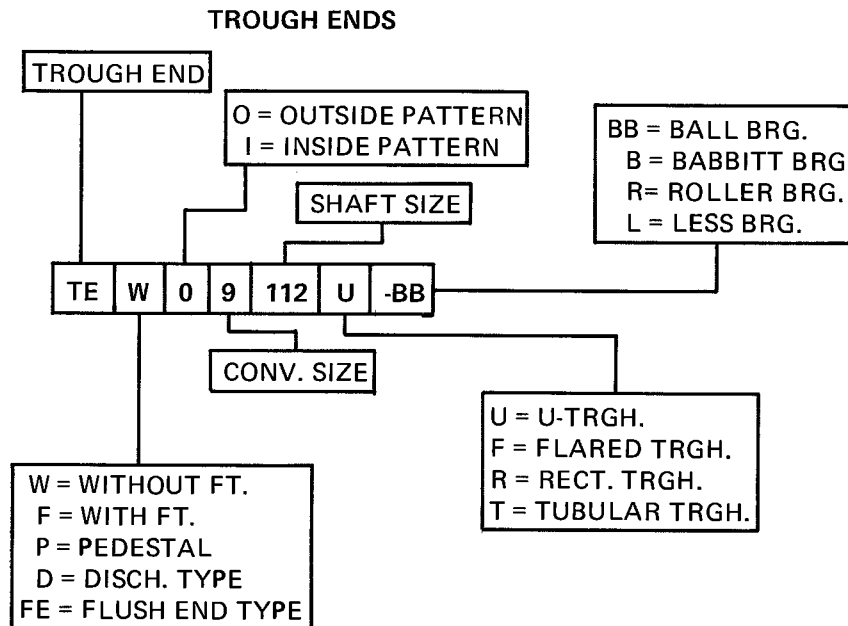 TROUGH ENDS
TROUGH END
O = OUTSIDE PATTERN
I = INSIDE PATTERN
BB = BALL BRG.
B = BABBITT BRG
R= ROLLER BRG.
L = LESS BRG.
SHAFT SIZE
TE W 0 9 112 U -BB
CONV. SIZE
U = U-TRGH.
F = FLARED TRGH.
R = RECT. TRGH.
T = TUBULAR TRGH.
W = WITHOUT FT.
F = WITH FT.
P = PEDESTAL
D = DISCH. TYPE
FE = FLUSH END TYPE